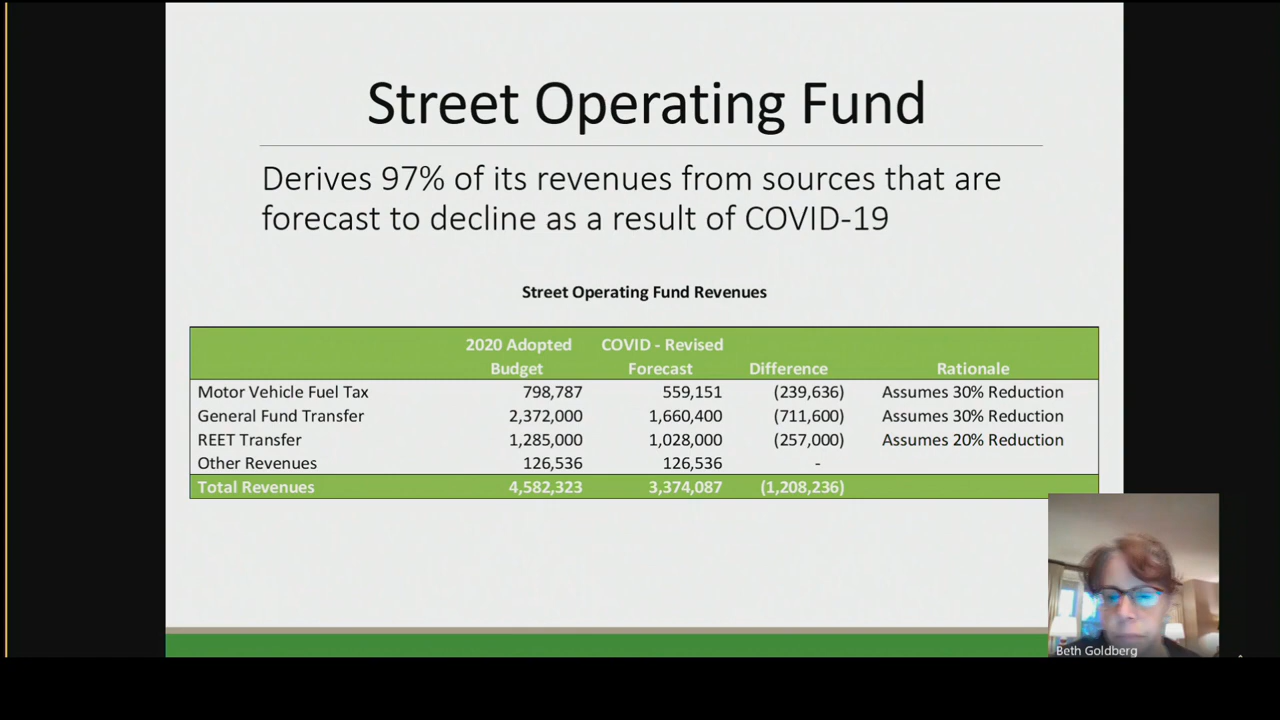 Street Operating Fund
Derives 97% of its revenues from sources that are
forecast to decline as a result of COVID-19
Street Operating Fund Revenues
2020 Adopted COVID - Revised
Budget Forecast Difference Rationale
Motor Vehicle Fuel Tax 798,787 559,151 (239,636) Assumes 30% Reduction
General Fund Transfer 2,372,000 1,660,400 (711,600) Assumes 30% Reduction
REET Transfer 1,285,000 1,028,000 (257,000) Assumes 20% Reduction
Other Revenues 126,536 126,536 -
Total Revenues 4,582,323 3,374,087 (1,208,236)
Beth Goldberg